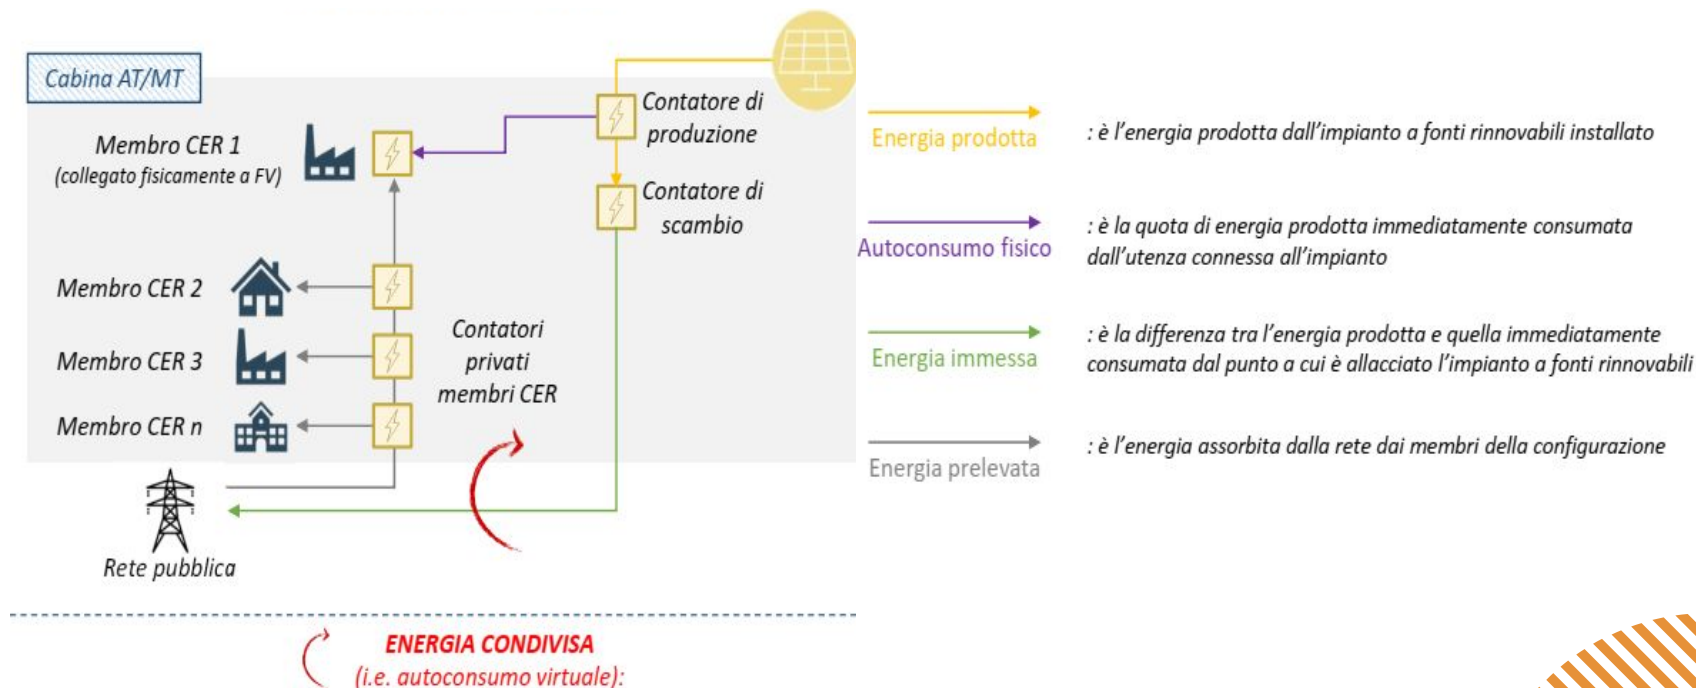 Cabina AT/MT
Membro CER 1
(collegato fisicamente a FV)
Contatore di
produzione
Contatore di
scambio
Membro CER 2
Membro CER 3
Membro CER n
Contatori
privati
membri CER
Rete pubblica
ENERGIA CONDIVISA
(i.e. autoconsumo virtuale):
Energia prodotta
: è l’energia prodotta dall’impianto a fonti rinnovabili installato
Autoconsumo fisico
: è la quota di energia prodotta immediatamente consumata
dall’utenza connessa all’impianto
Energia immessa
: è la differenza tra l’energia prodotta e quella immediatamente
consumata dal punto a cui è allacciato l’impianto a fonti rinnovabili
Energia prelevata
: è l’energia assorbita dalla rete dai membri della configurazione